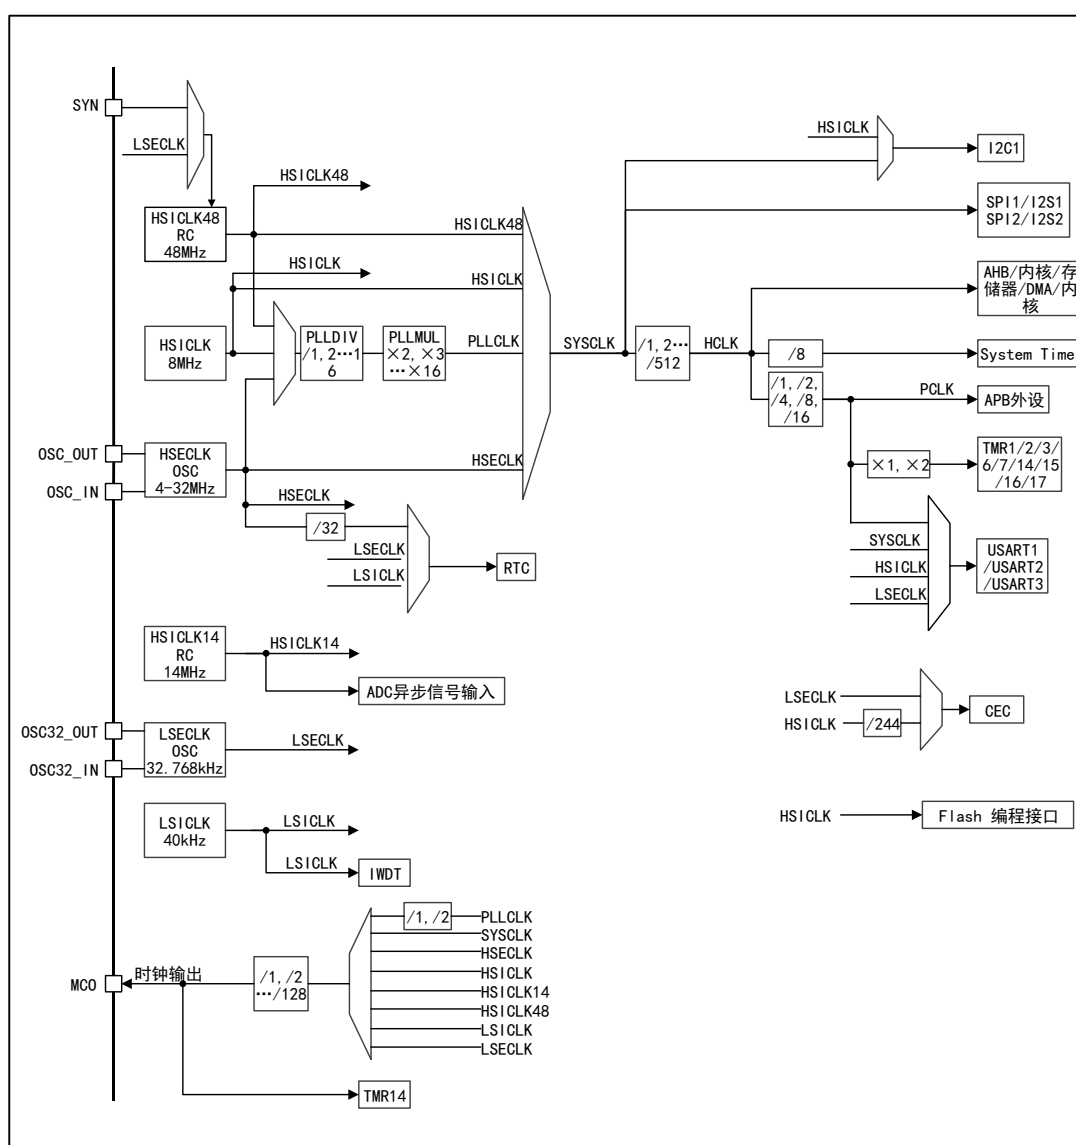 SYN
LSECLK
HSICLK48
RC
48MHz
HSICLK48
HSICLK48
HSICLK
HSICLK
HSICLK
8MHz
PLLDIV
/1, 2…1
6
PLLMUL
×2, ×3
…×16
PLLCLK
OSC_OUT
OSC_IN
HSECLK
OSC
4-32MHz
HSECLK
HSECLK
/32
LSECLK
LSICLK
RTC
SYSCLK
/1, 2…
/512
HCLK
HSICLK
I2C1
SPI1/I2S1
SPI2/I2S2
AHB/内核/存
储器/DMA/内
核
/8
System Time
/1, /2
/4, /8,
/16
PCLK
APB外设
×1, ×2
TMR1/2/3/
6/7/14/15
/16/17
SYSCLK
HSICLK
LSECLK
USART1
/USART2
/USART3
HSICLK14
RC
14MHz
HSICLK14
ADC异步信号输入
OSC32_OUT
OSC32_IN
LSECLK
OSC
32.768kHz
LSECLK
LSECLK
HSICLK
/244
CEC
LSICLK
40kHz
LSICLK
LSICLK
IWDT
HSICLK
Flash 编程接口
MCO
时钟输出
/1, /2
…/128
/1, /2
PLLCLK
SYSCLK
HSECLK
HSICLK
HSICLK14
HSICLK48
LSICLK
LSECLK
TMR14